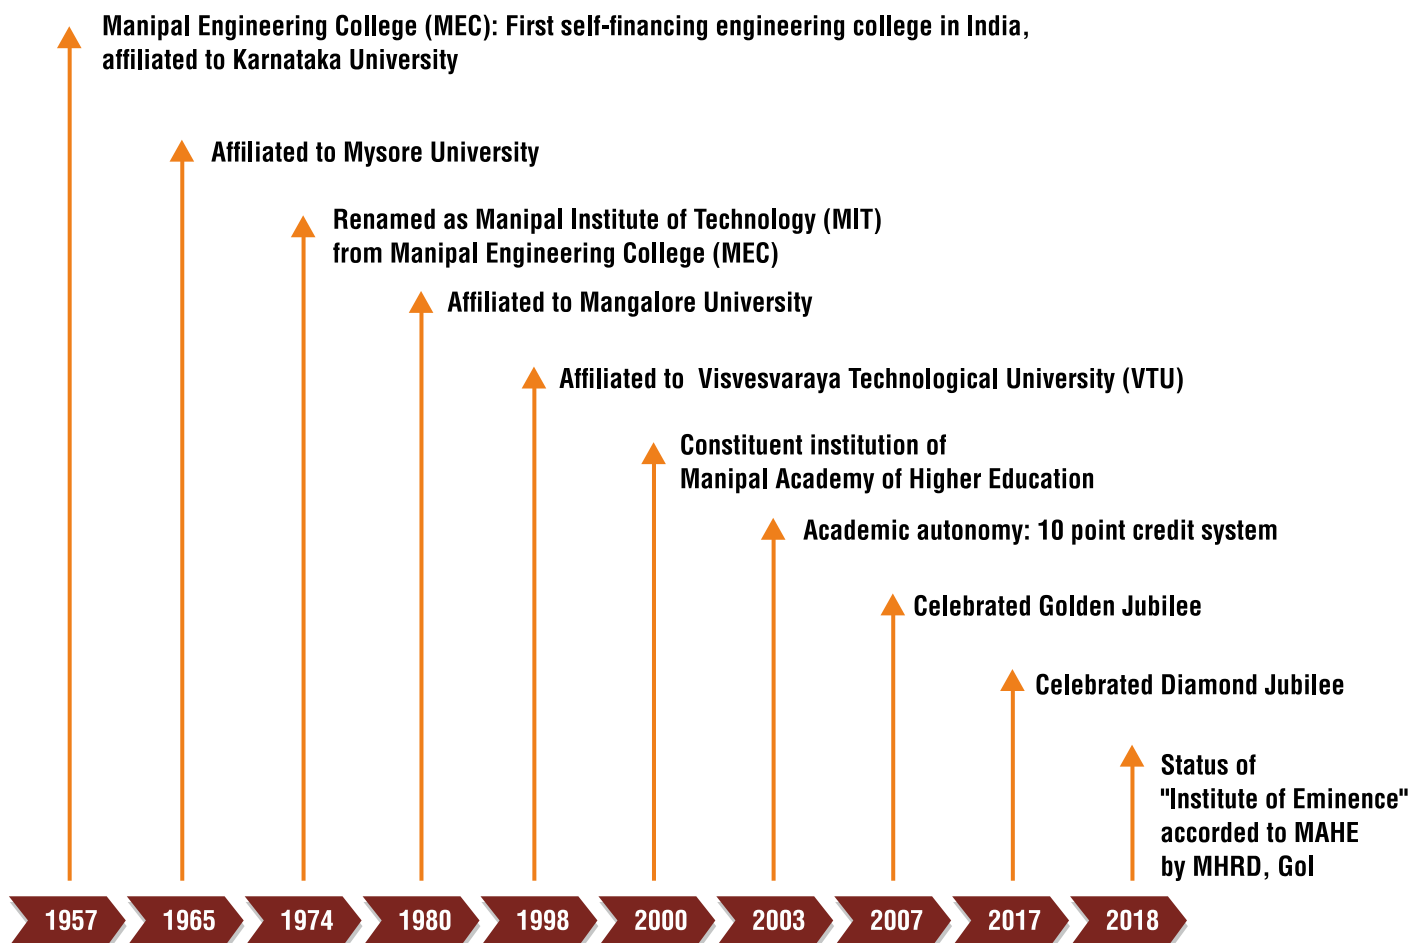 Manipal Engineering College (MEC): First self-financing engineering college in India,
affiliated to Karnataka University
Affiliated to Mysore University
Renamed as Manipal Institute of Technology (MIT)
from Manipal Engineering College (MEC)
Affiliated to Mangalore University
Affiliated to Visvesvaraya Technological University (VTU)
Constituent institution of
Manipal Academy of Higher Education
Academic autonomy: 10 point credit system
Celebrated Golden Jubilee
Celebrated Diamond Jubilee
Status of
"Institute of Eminence"
accorded to MAHE
by MHRD, GoI
1957 1965 1974 1980 1998 2000 2003 2007 2017 2018